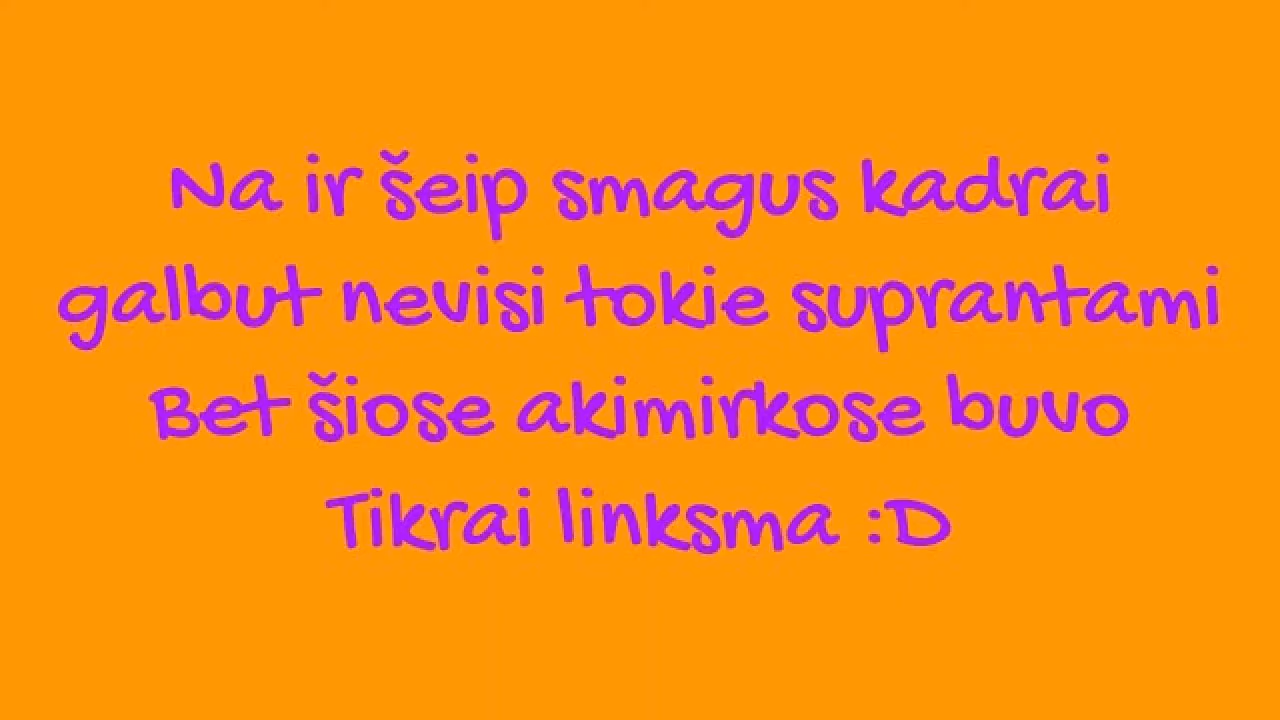 Na ir šeip smagus kadrai
galbut nevisi tokie suprantami
Bet šiose akimirkose buvo
Tikrai linksma :D